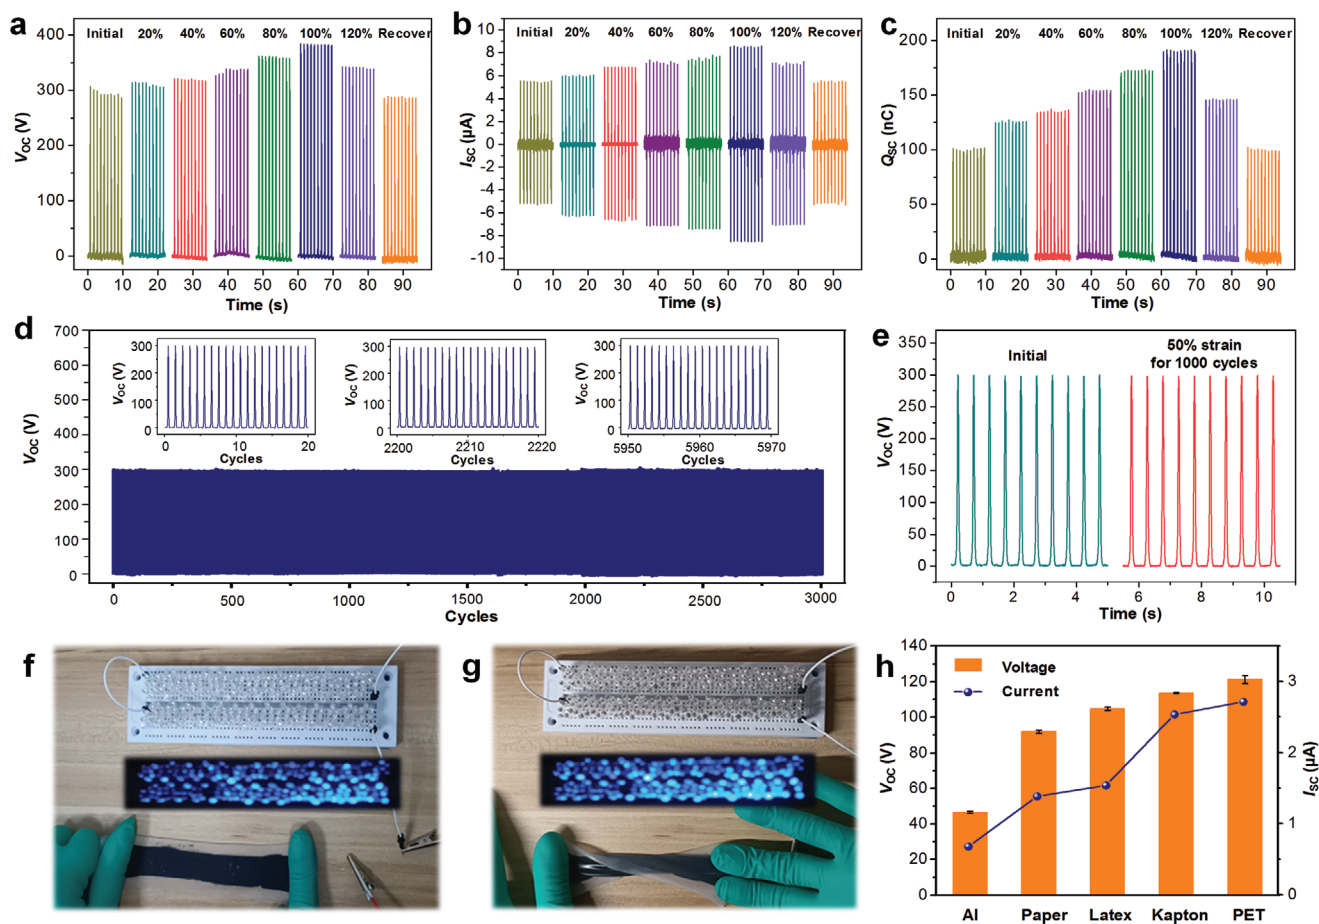 a
Initial 20% 40% 60% 80% 100% 120% Recover
400
300
200
100
0
VOC (V)
0 10 20 30 40 50 60 70 80 90
Time (s)
b
Initial 20% 40% 60% 80% 100% 120% Recover
10
8
6
4
2
0
-2
-4
-6
-8
-10
ISC (µA)
0 10 20 30 40 50 60 70 80 90
Time (s)
c
Initial 20% 40% 60% 80% 100% 120% Recover
200
150
100
50
0
QSC (nC)
0 10 20 30 40 50 60 70 80 90
Time (s)
d
700
600
500
400
300
200
100
0
VOC (V)
0 500 1000 1500 2000 2500 3000
Cycles
300
200
100
0
VOC (V)
0 10 20
Cycles
300
200
100
0
VOC (V)
2200 2210 2220
Cycles
300
200
100
0
VOC (V)
5950 5960 5970
Cycles
e
Initial
50% strain
for 1000 cycles
350
300
250
200
150
100
50
0
VOC (V)
0 2 4 6 8 10
Time (s)
f
g
h
Voltage
Current
140
120
100
80
60
40
20
0
VOC (V)
3
2
1
0
ISC (µA)
Al Paper Latex Kapton PET